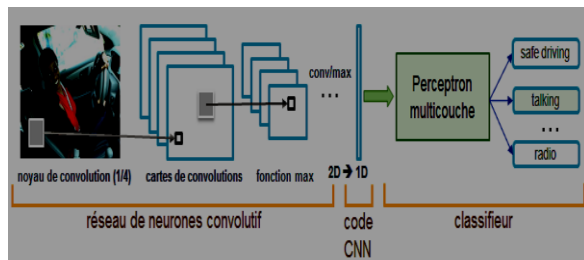 noyau de convolution (1/4)
cartes de convolutions
fonction max
conv/max
...
2D → 1D
Perceptron
multicouche
safe driving
talking
...
radio
réseau de neurones convolutif
code
CNN
classifieur